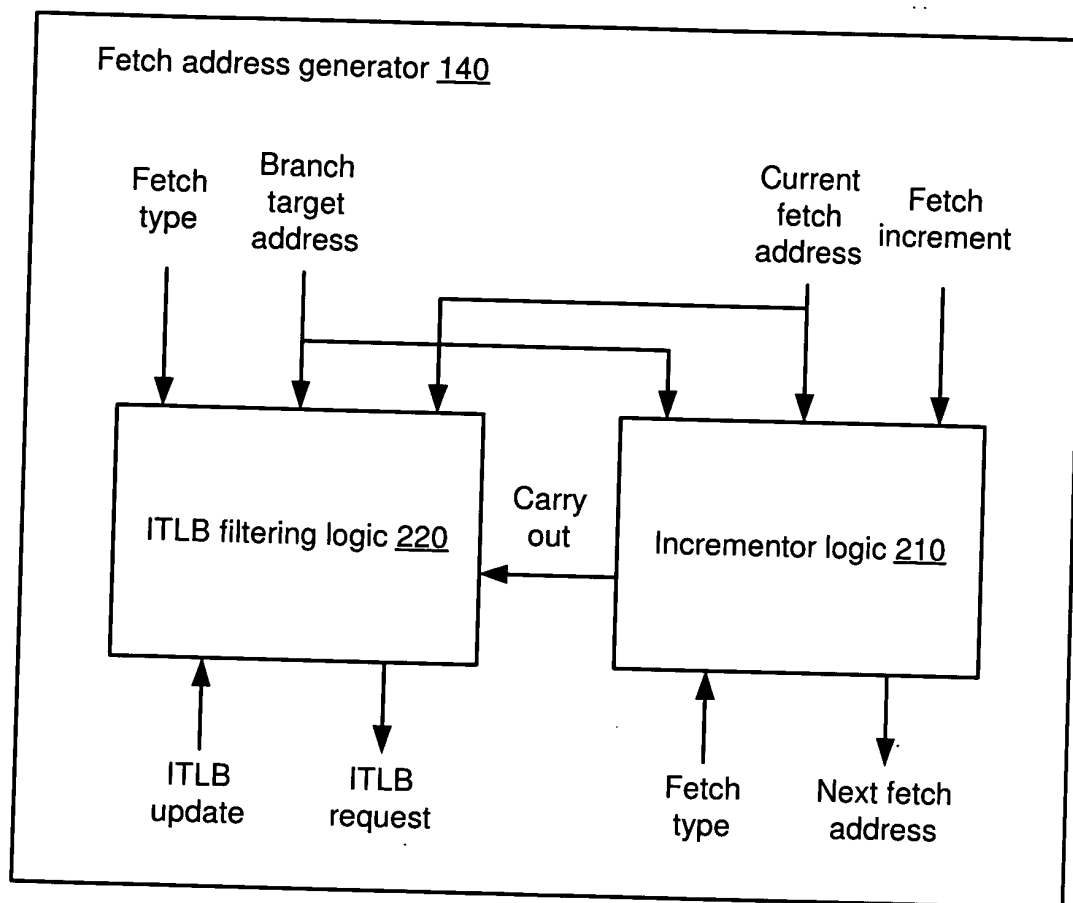 Fetch address generator 140
Fetch
type
Branch
target
address
Current
fetch
address
Fetch
increment
ITLB filtering logic 220
Carry
out
Incrementor logic 210
ITLB
update
ITLB
request
Fetch
type
Next fetch
address